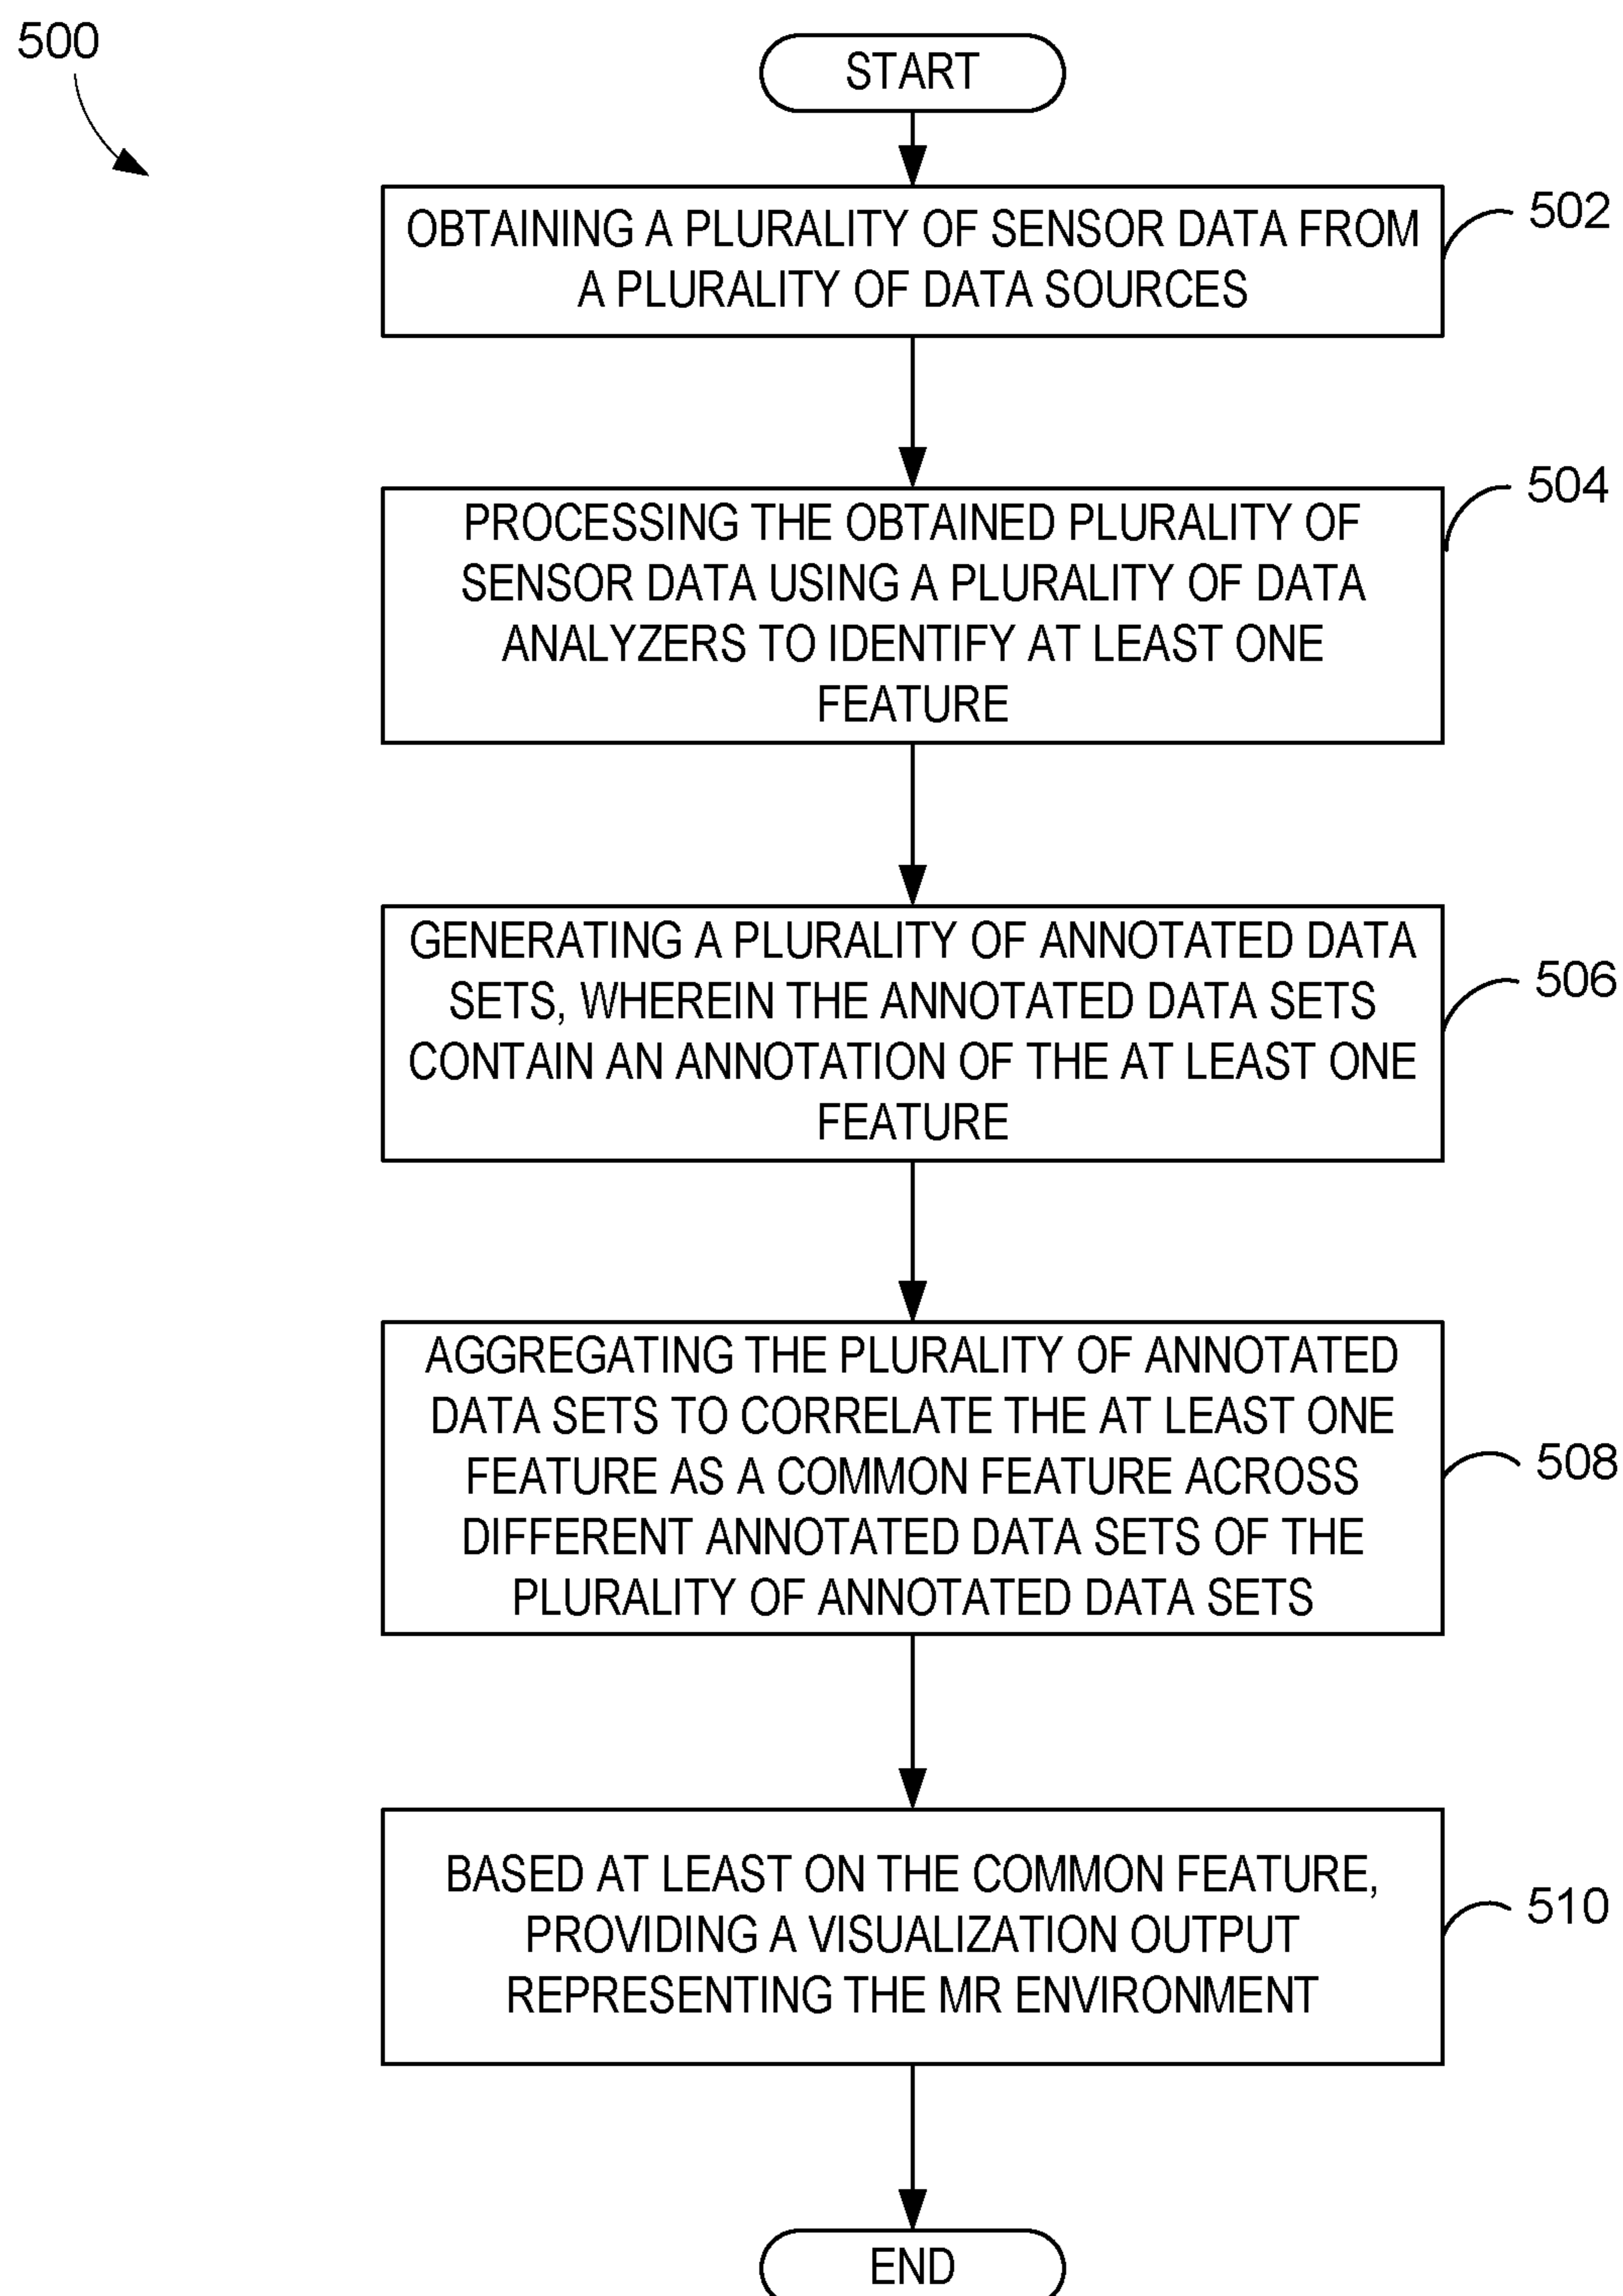 500
START
OBTAINING A PLURALITY OF SENSOR DATA FROM
A PLURALITY OF DATA SOURCES
502
PROCESSING THE OBTAINED PLURALITY OF
SENSOR DATA USING A PLURALITY OF DATA
ANALYZERS TO IDENTIFY AT LEAST ONE
FEATURE
504
GENERATING A PLURALITY OF ANNOTATED DATA
SETS, WHEREIN THE ANNOTATED DATA SETS
CONTAIN AN ANNOTATION OF THE AT LEAST ONE
FEATURE
506
AGGREGATING THE PLURALITY OF ANNOTATED
DATA SETS TO CORRELATE THE AT LEAST ONE
FEATURE AS A COMMON FEATURE ACROSS
DIFFERENT ANNOTATED DATA SETS OF THE
PLURALITY OF ANNOTATED DATA SETS
508
BASED AT LEAST ON THE COMMON FEATURE,
PROVIDING A VISUALIZATION OUTPUT
REPRESENTING THE MR ENVIRONMENT
510
END